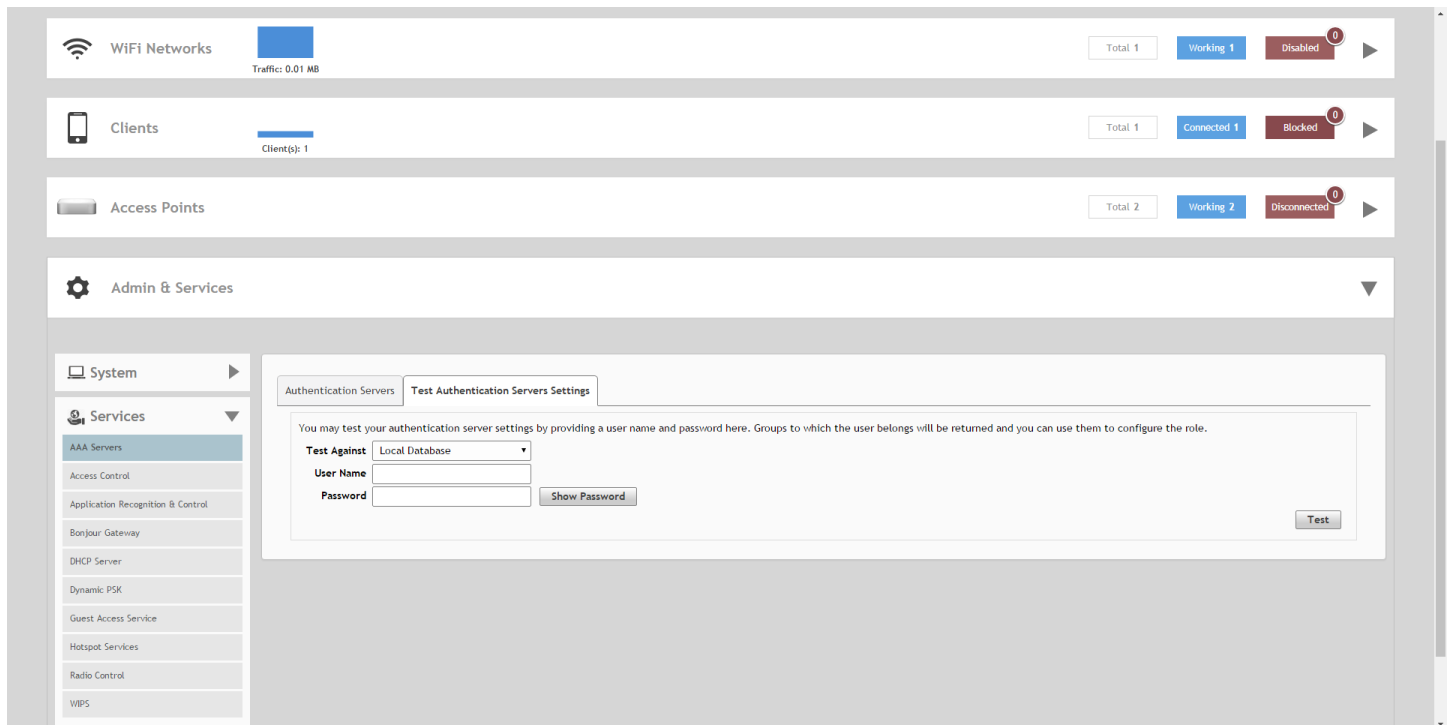 WiFi Networks
Traffic: 0.01 MB
Total 1
Working 1
Disabled
0
Clients
Client(s): 1
Total 1
Connected 1
Blocked
0
Access Points
Total 2
Working 2
Disconnected
0
Admin & Services
System
Services
AAA Servers
Access Control
Application Recognition & Control
Bonjour Gateway
DHCP Server
Dynamic PSK
Guest Access Service
Hotspot Services
Radio Control
WIPS
Authentication Servers
Test Authentication Servers Settings
You may test your authentication server settings by providing a user name and password here. Groups to which the user belongs will be returned and you can use them to configure the role.
Test Against Local Database
User Name
Password
Show Password
Test